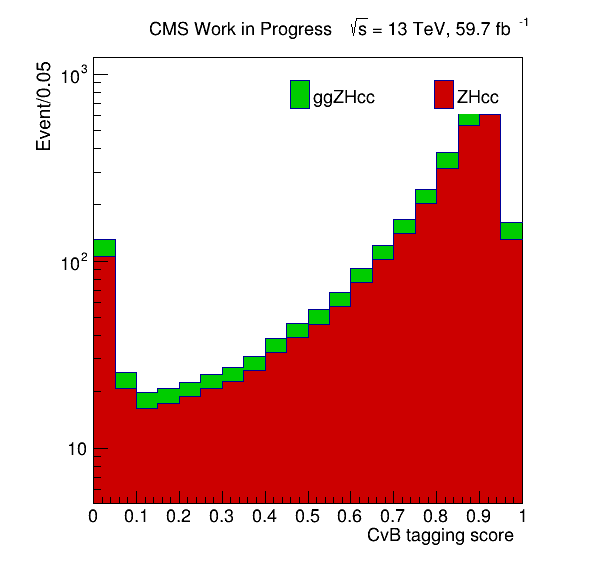 CMS Work in Progress √s = 13 TeV, 59.7 fb -1
Event/0.05
10³
10²
10
ggZHcc
ZHcc
0 0.1 0.2 0.3 0.4 0.5 0.6 0.7 0.8 0.9 1
CvB tagging score